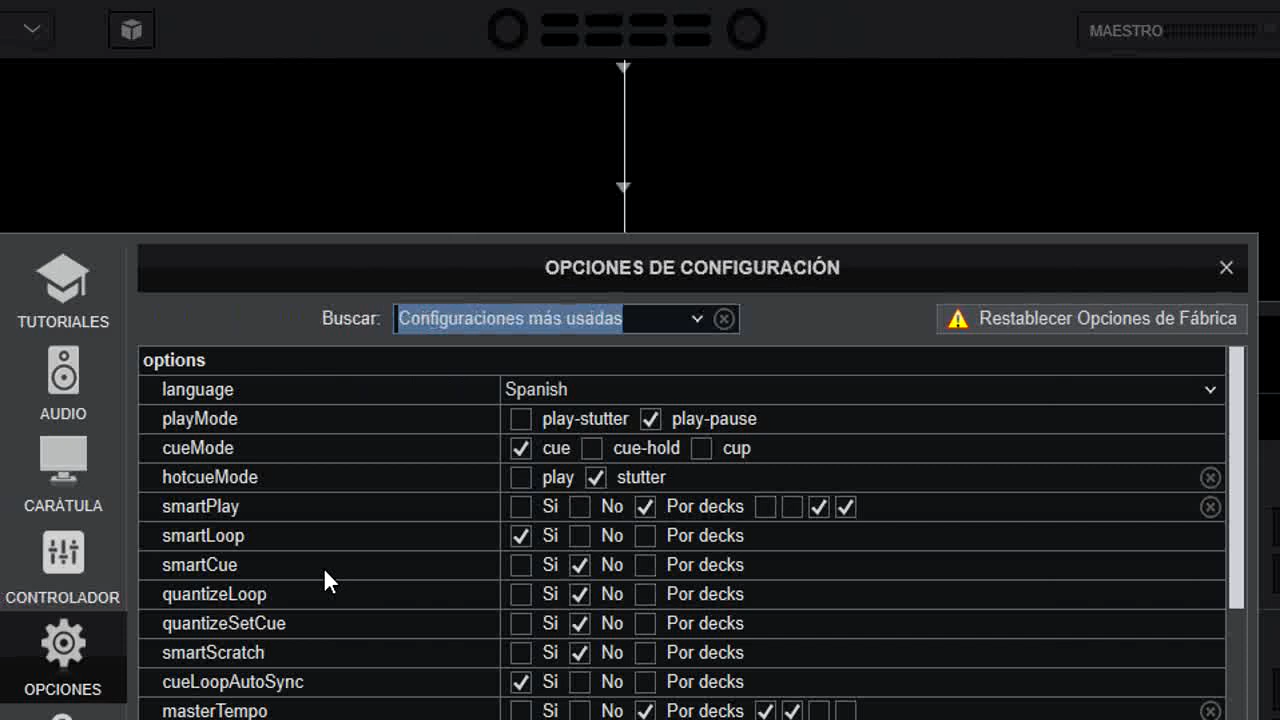 MAESTRO
OPCIONES DE CONFIGURACIÓN
Buscar: Configuraciones más usadas
Restablecer Opciones de Fábrica
TUTORIALES
AUDIO
CARÁTULA
CONTROLADOR
OPCIONES
options
language Spanish
playMode play-stutter play-pause
cueMode cue cue-hold cup
hotcueMode play stutter
smartPlay Si No Por decks
smartLoop Si No Por decks
smartCue Si No Por decks
quantizeLoop Si No Por decks
quantizeSetCue Si No Por decks
smartScratch Si No Por decks
cueLoopAutoSync Si No Por decks
masterTempo Si No Por decks